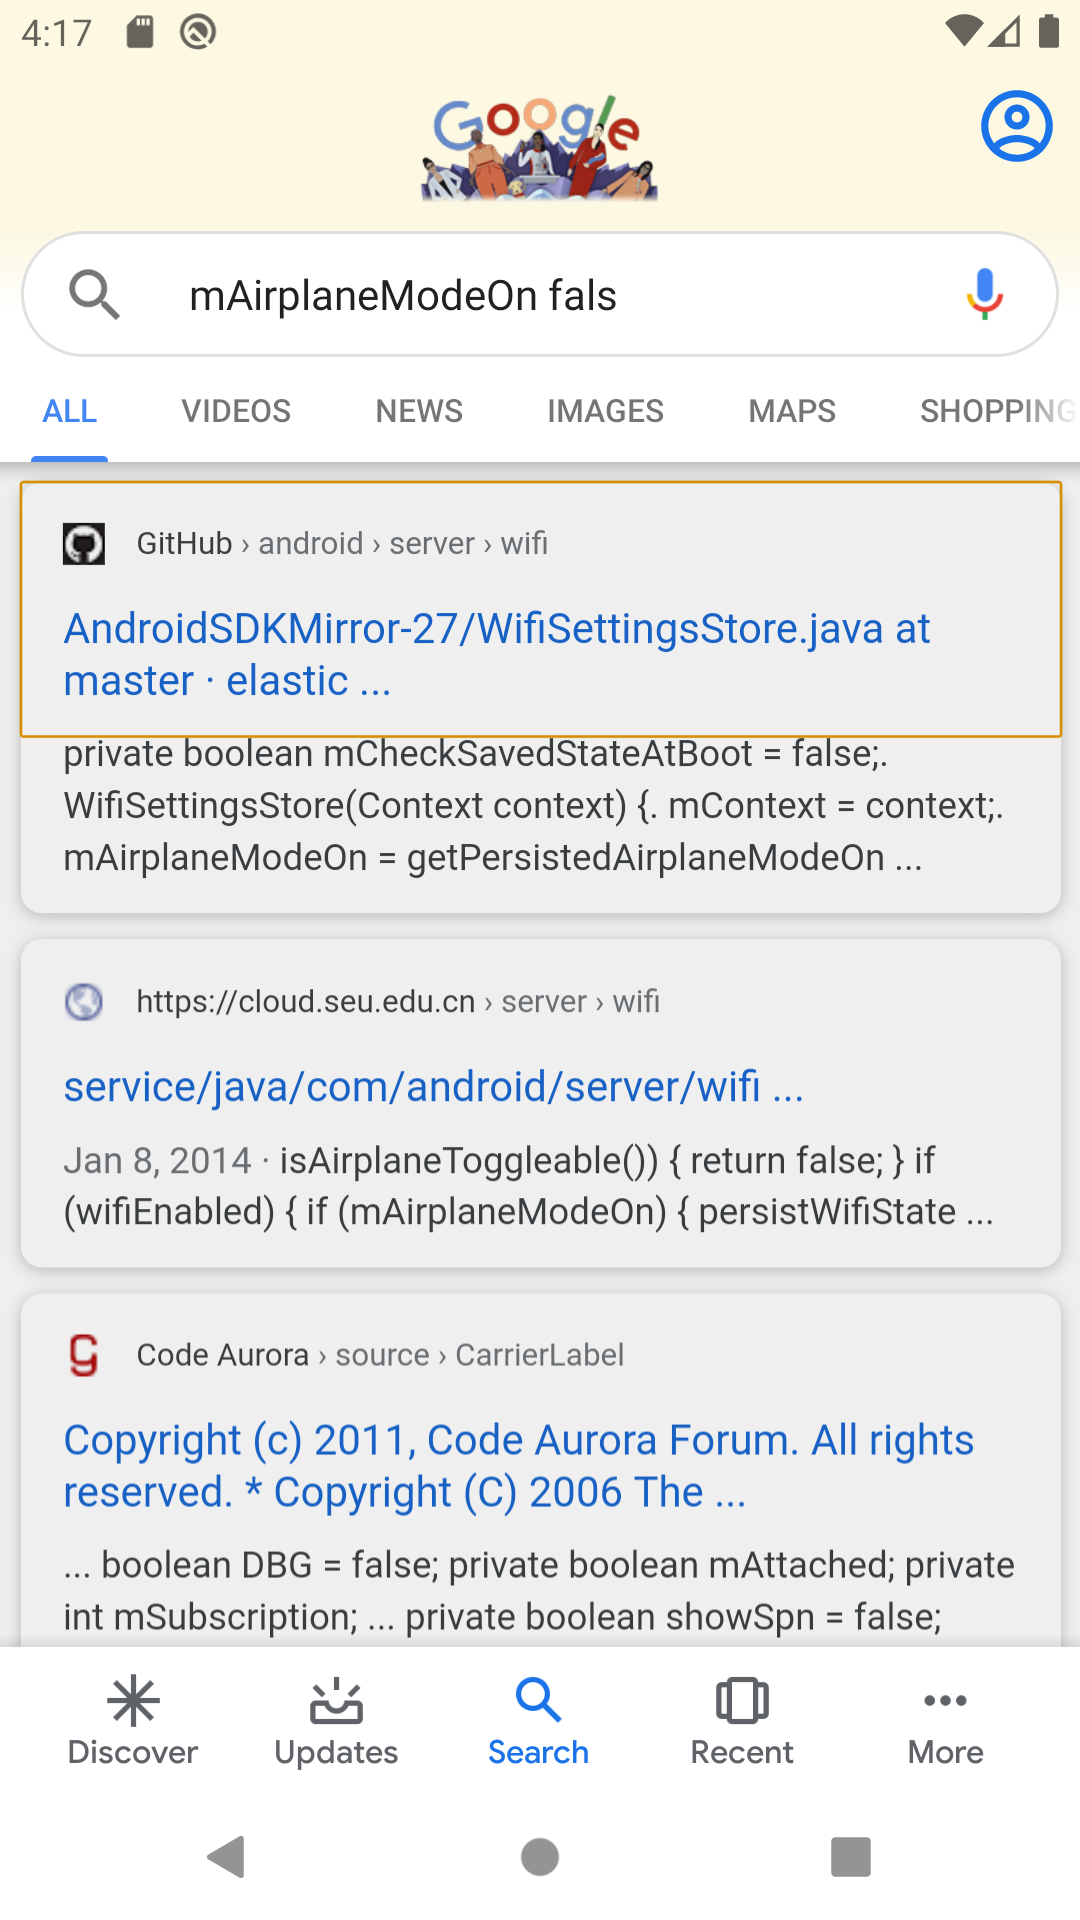 4:17
Google
mAirplaneModeOn fals
ALL VIDEOS NEWS IMAGES MAPS SHOPPING
GitHub › android › server › wifi
AndroidSDKMirror-27/WifiSettingsStore.java at
master · elastic ...
private boolean mCheckSavedStateAtBoot = false;.
WifiSettingsStore(Context context) {. mContext = context;.
mAirplaneModeOn = getPersistedAirplaneModeOn ...
https://cloud.seu.edu.cn › server › wifi
service/java/com/android/server/wifi ...
Jan 8, 2014 · isAirplaneToggleable()) { return false; } if
(wifiEnabled) { if (mAirplaneModeOn) { persistWifiState ...
Code Aurora › source › CarrierLabel
Copyright (c) 2011, Code Aurora Forum. All rights
reserved. * Copyright (C) 2006 The ...
... boolean DBG = false; private boolean mAttached; private
int mSubscription; ... private boolean showSpn = false;
Discover Updates Search Recent More